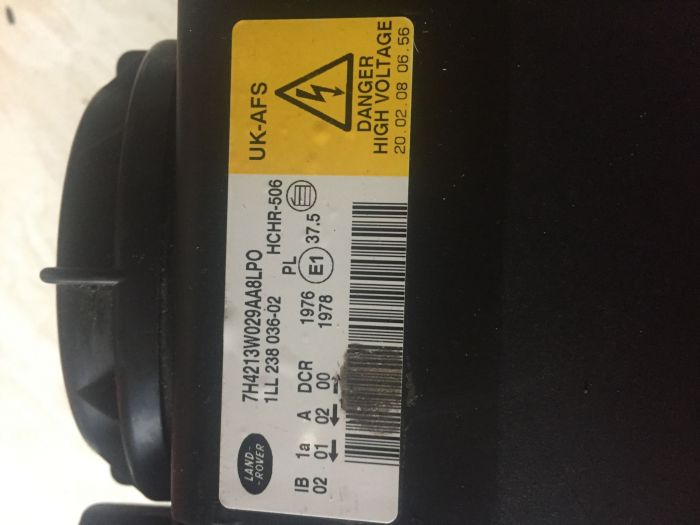 UK-AFS
DANGER
HIGH VOLTAGE
20.02.08 06.56
LAND-
-ROVER
7H4213W029AA8LPO
1LL 238 036-02 HCHR-506
PL
IB 1a A DCR E1 37.5
02 01 02 00 1976
1978